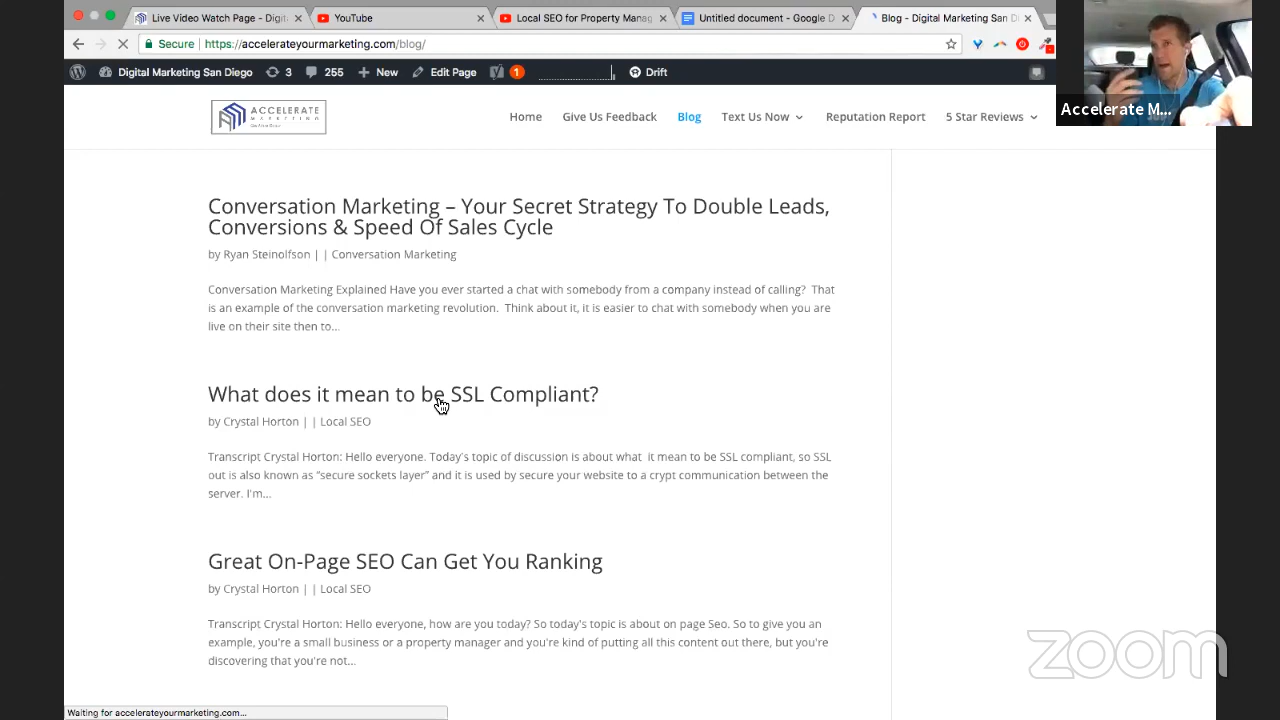 Live Video Watch Page - Digita
YouTube
Local SEO for Property Manag
Untitled document - Google D
Blog - Digital Marketing San D
Secure
https://accelerateyourmarketing.com/blog/
Digital Marketing San Diego
3
255
New
Edit Page
1
Drift
Accelerate M...
ACCELERATE
MARKETING
Home
Give Us Feedback
Blog
Text Us Now
Reputation Report
5 Star Reviews
Conversation Marketing – Your Secret Strategy To Double Leads,
Conversions & Speed Of Sales Cycle
by Ryan Steinolfson | | Conversation Marketing
Conversation Marketing Explained Have you ever started a chat with somebody from a company instead of calling?  That
is an example of the conversation marketing revolution.  Think about it, it is easier to chat with somebody when you are
live on their site then to...
What does it mean to be SSL Compliant?
by Crystal Horton | | Local SEO
Transcript Crystal Horton: Hello everyone. Today's topic of discussion is about what  it mean to be SSL compliant, so SSL
out is also known as “secure sockets layer” and it is used by secure your website to a crypt communication between the
server. I'm...
Great On-Page SEO Can Get You Ranking
by Crystal Horton | | Local SEO
Transcript Crystal Horton: Hello everyone, how are you today? So today's topic is about on page Seo. So to give you an
example, you're a small business or a property manager and you're kind of putting all this content out there, but you're
discovering that you're not...
zoom
Waiting for accelerateyourmarketing.com...